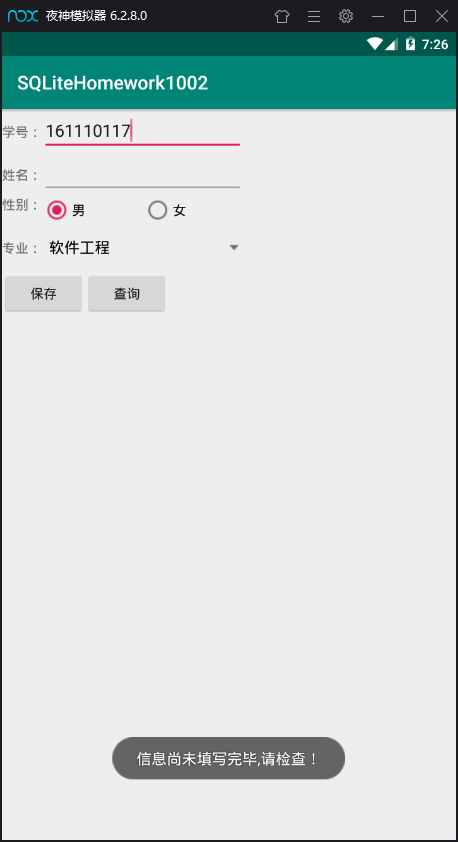 nox 夜神模拟器 6.2.8.0
7:26
SQLiteHomework1002
学号： 161110117
姓名：
性别： 男 女
专业： 软件工程
保存 查询
信息尚未填写完毕,请检查！